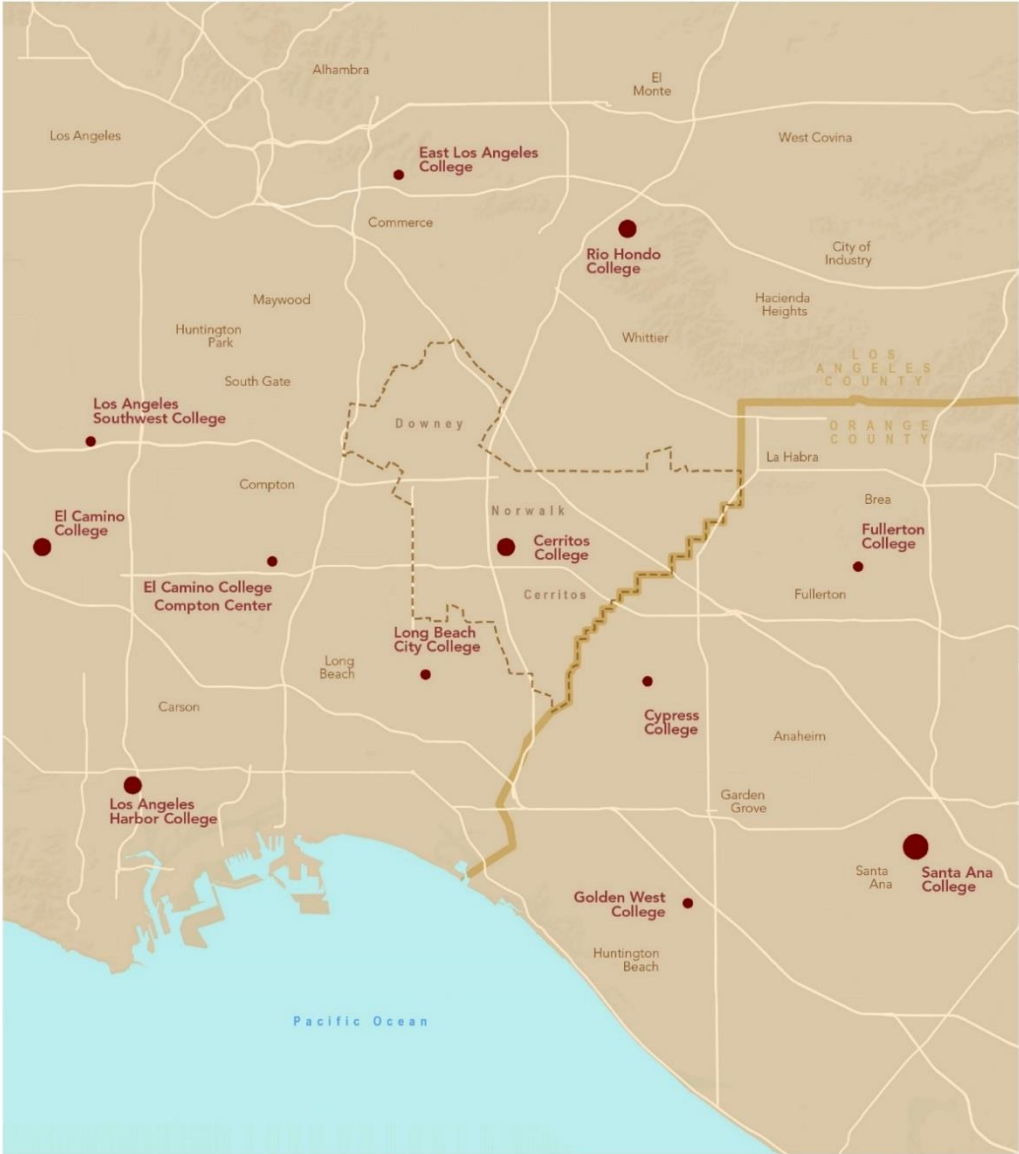 Alhambra
El
Monte
Los Angeles
West Covina
East Los Angeles
College
Commerce
Rio Hondo
College
City of
Industry
Maywood
Hacienda
Heights
Huntington
Park
Whittier
LOS
ANGELES
COUNTY
South Gate
Los Angeles
Southwest College
Downey
ORANGE
COUNTY
La Habra
Compton
Brea
El Camino
College
Norwalk
Fullerton
College
Cerritos
College
El Camino College
Compton Center
Cerritos
Fullerton
Long Beach
City College
Long
Beach
Carson
Cypress
College
Anaheim
Garden
Grove
Los Angeles
Harbor College
Santa
Ana
Santa Ana
College
Golden West
College
Huntington
Beach
Pacific Ocean